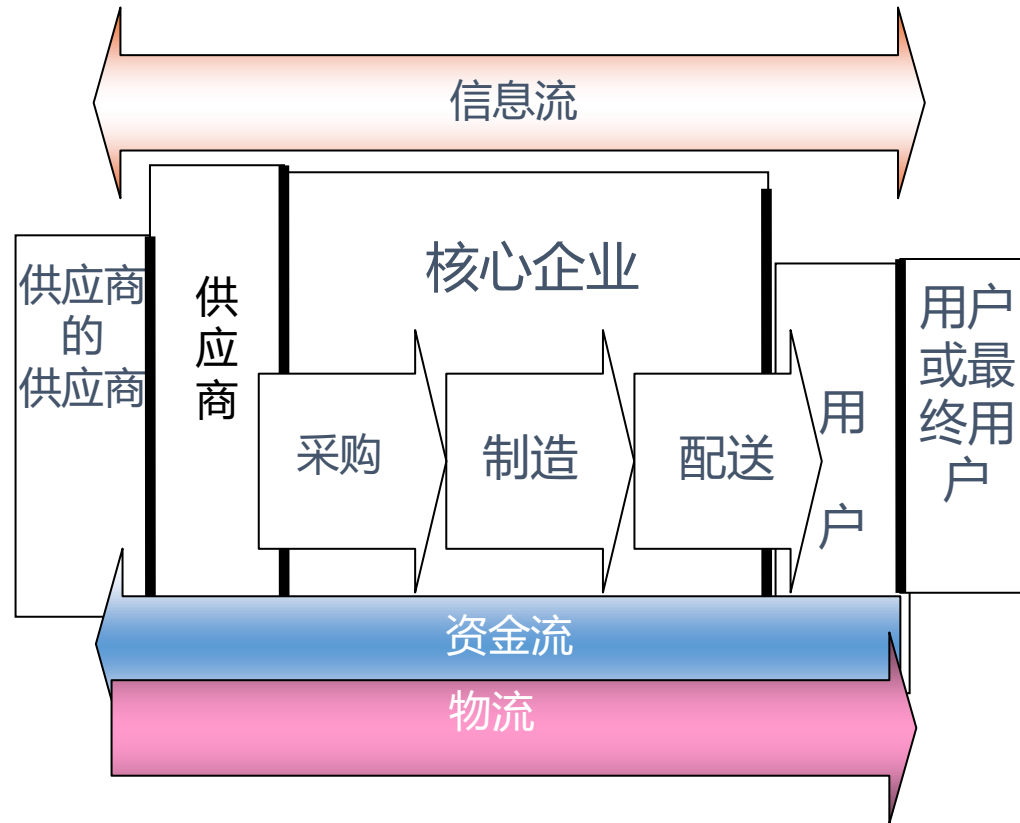 信息流
供应商
的
供应商
供
应
商
核心企业
采购
制造
配送
用
户
用户
或最
终用
户
资金流
物流